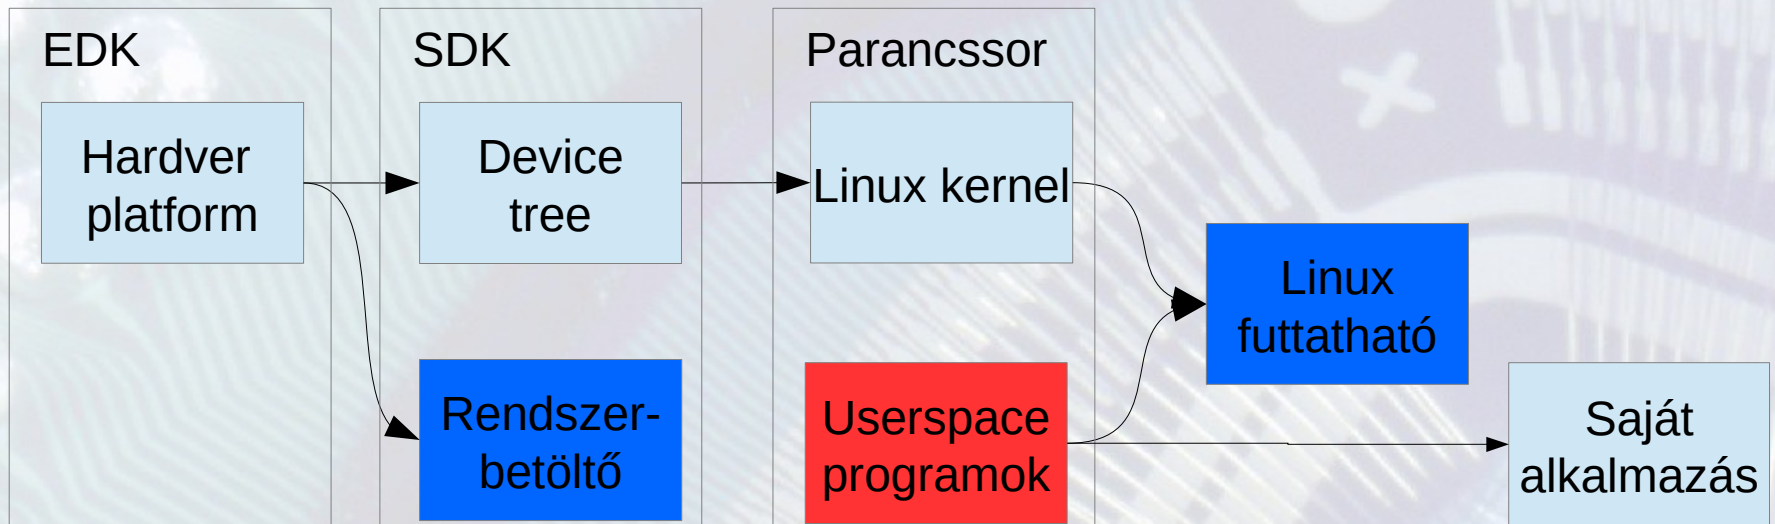 EDK
Hardver
platform
SDK
Device
tree
Rendszer-
betöltő
Parancssor
Linux kernel
Userspace
programok
Linux
futtatható
Saját
alkalmazás